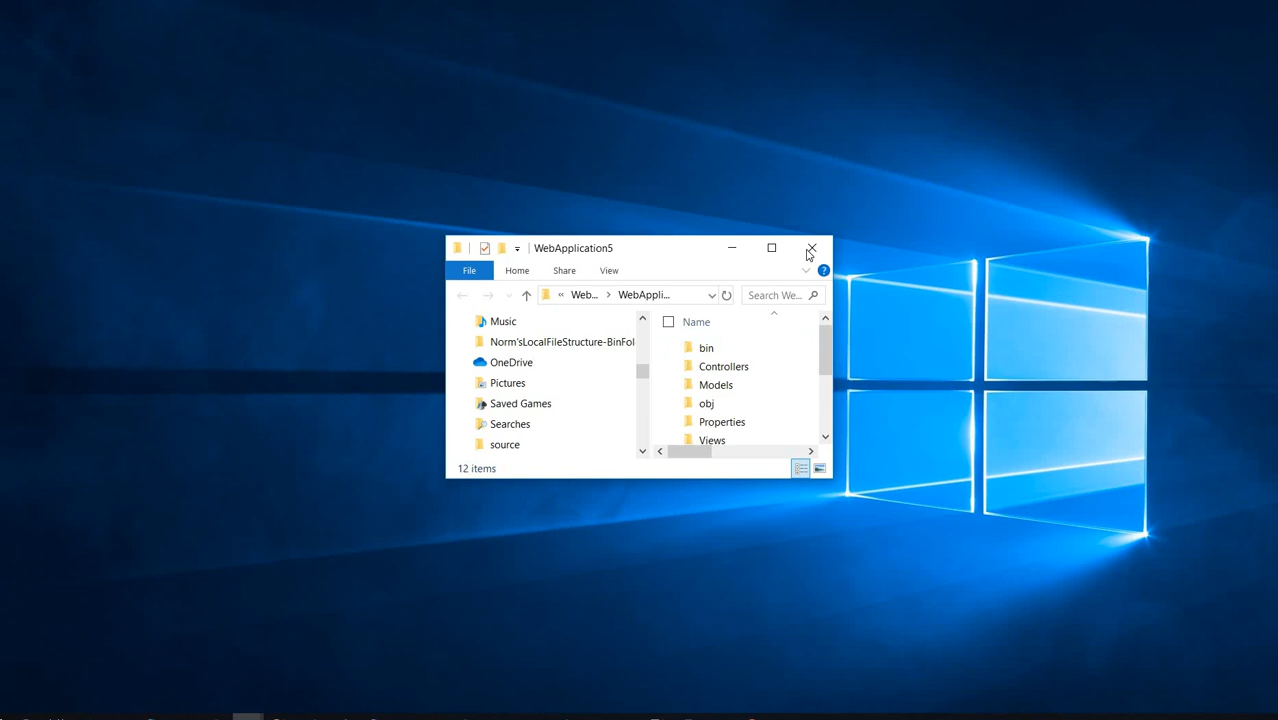 WebApplication5
File Home Share View
« Web... > WebAppli... Search We...
Music
Norm'sLocalFileStructure-BinFol
OneDrive
Pictures
Saved Games
Searches
source
Name
bin
Controllers
Models
obj
Properties
Views
12 items